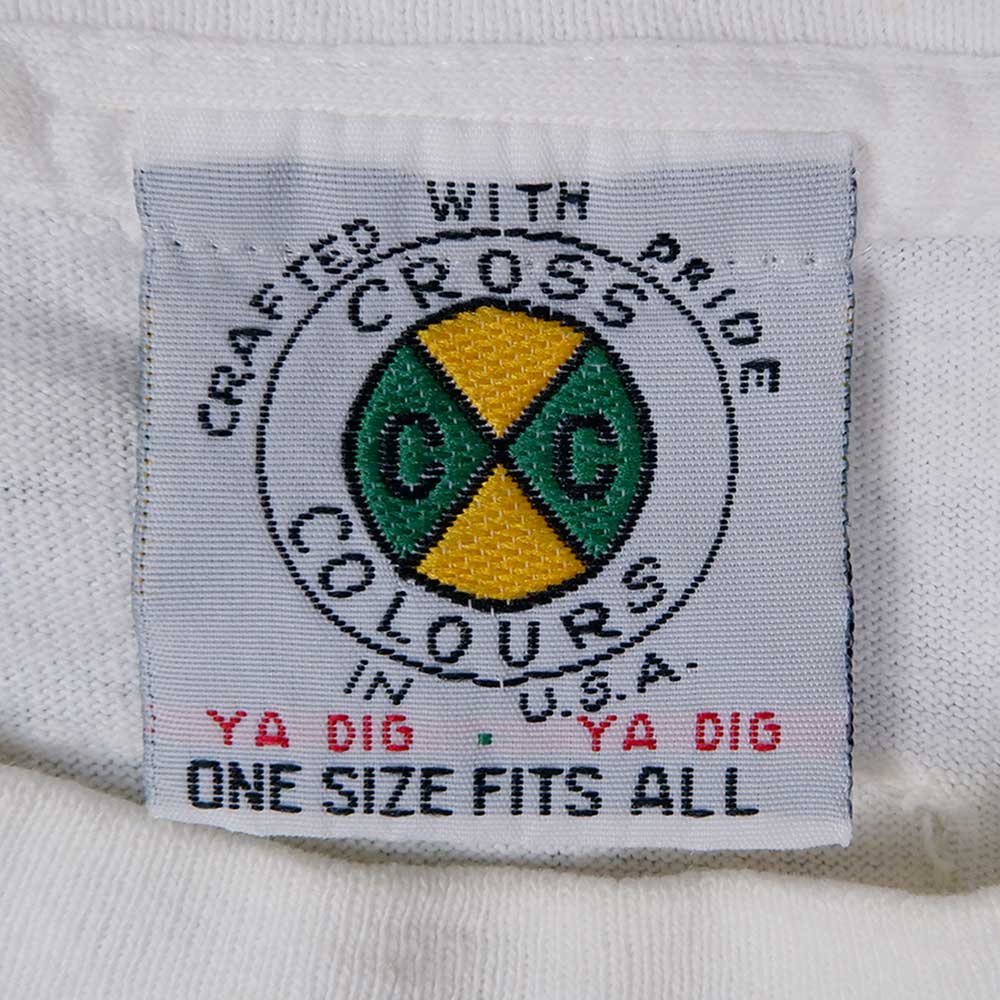 CRAFTED WITH PRIDE
CROSS
C C
COLOURS
IN U.S.A.
YA DIG · YA DIG
ONE SIZE FITS ALL